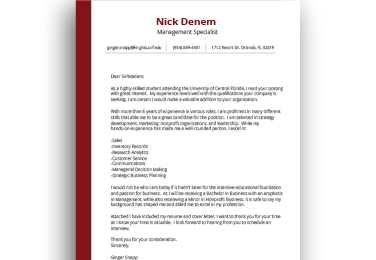 Nick Denem
Management Specialist
ginger.snapp@knights.ucf.edu (954) 849-4401 1712 Roses Dr. Orlando, FL 32819
Dear Sir/Madam:
As a highly skilled student attending the University of Central Florida, I read your posting
with great interest. My experience levels well with the qualifications your company is
seeking. I am certain I would make a valuable addition to your organization.
With more than 6 years of experience in various roles, I am proficient in many different
skills that able me to be a great candidate for the position. I am talented in strategy
development, marketing, nonprofit organizations, and leadership. While my
hands-on experience has made me a well-rounded person, I excel in:
-Sales
-Inventory Records
-Research Analytics
-Customer Service
-Communications
-Managerial Decision Making
-Strategic Business Planning
I would not be who I am today if it hadn't been for the intensive educational foundation
and passion for business. As I will be receiving a Bachelor in Business with an emphasis
in Management, while also receiving a Minor in Nonprofit Business. It is safe to say my
background has shaped me and aided me to excel in my profession.
Attached I have included my resume and cover letter. I want to thank you for your time
as I know your time is valuable. I look forward to hearing from you to schedule an
interview.
Thank you for your consideration.
Sincerely,
Ginger Snapp